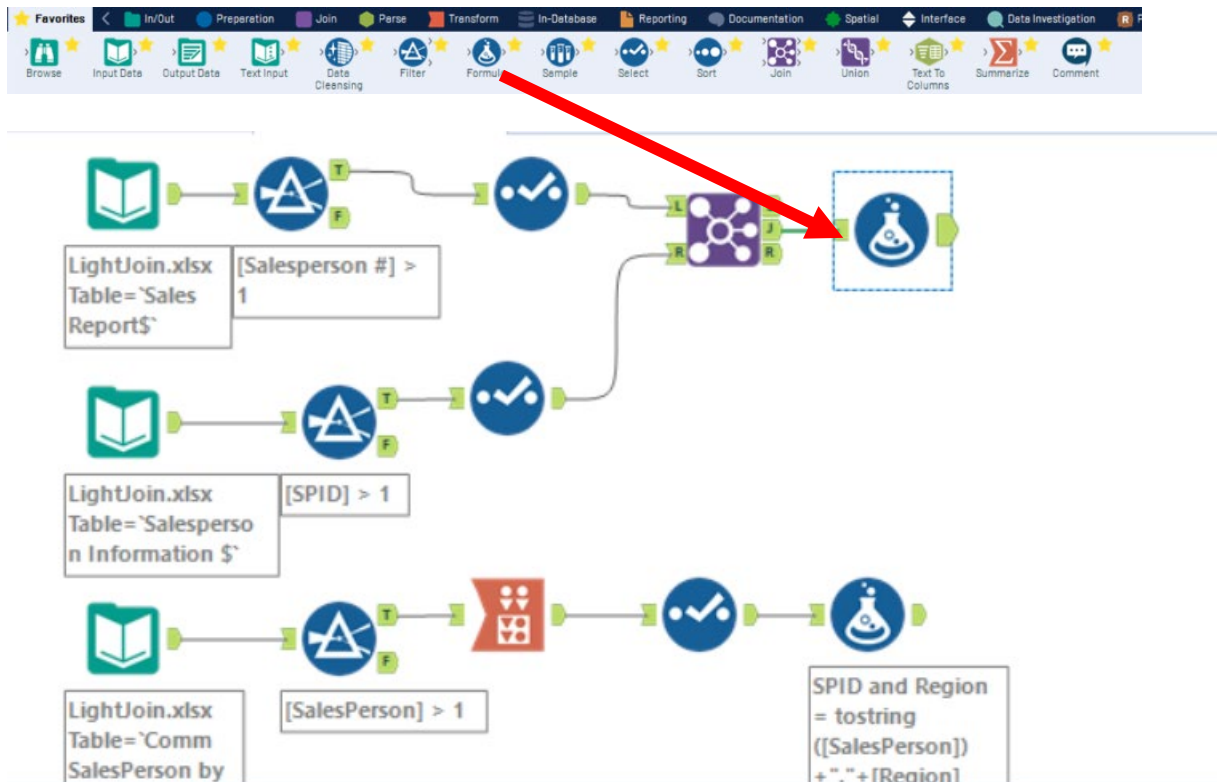 Favorites In/Out Preparation Join Parse Transform In-Database Reporting Documentation Spatial Interface Data Investigation R
Browse Input Data Output Data Text Input Data Cleansing Filter Formula Sample Select Sort Join Union Text To Columns Summarize Comment
T
F
L
J
R
R
LightJoin.xlsx
Table=`Sales
Report$`
[Salesperson #] >
1
T
F
LightJoin.xlsx
Table=`Salesperso
n Information $`
[SPID] > 1
T
F
LightJoin.xlsx
Table=`Comm
SalesPerson by
[SalesPerson] > 1
SPID and Region
= tostring
([SalesPerson])
+","+[Region]